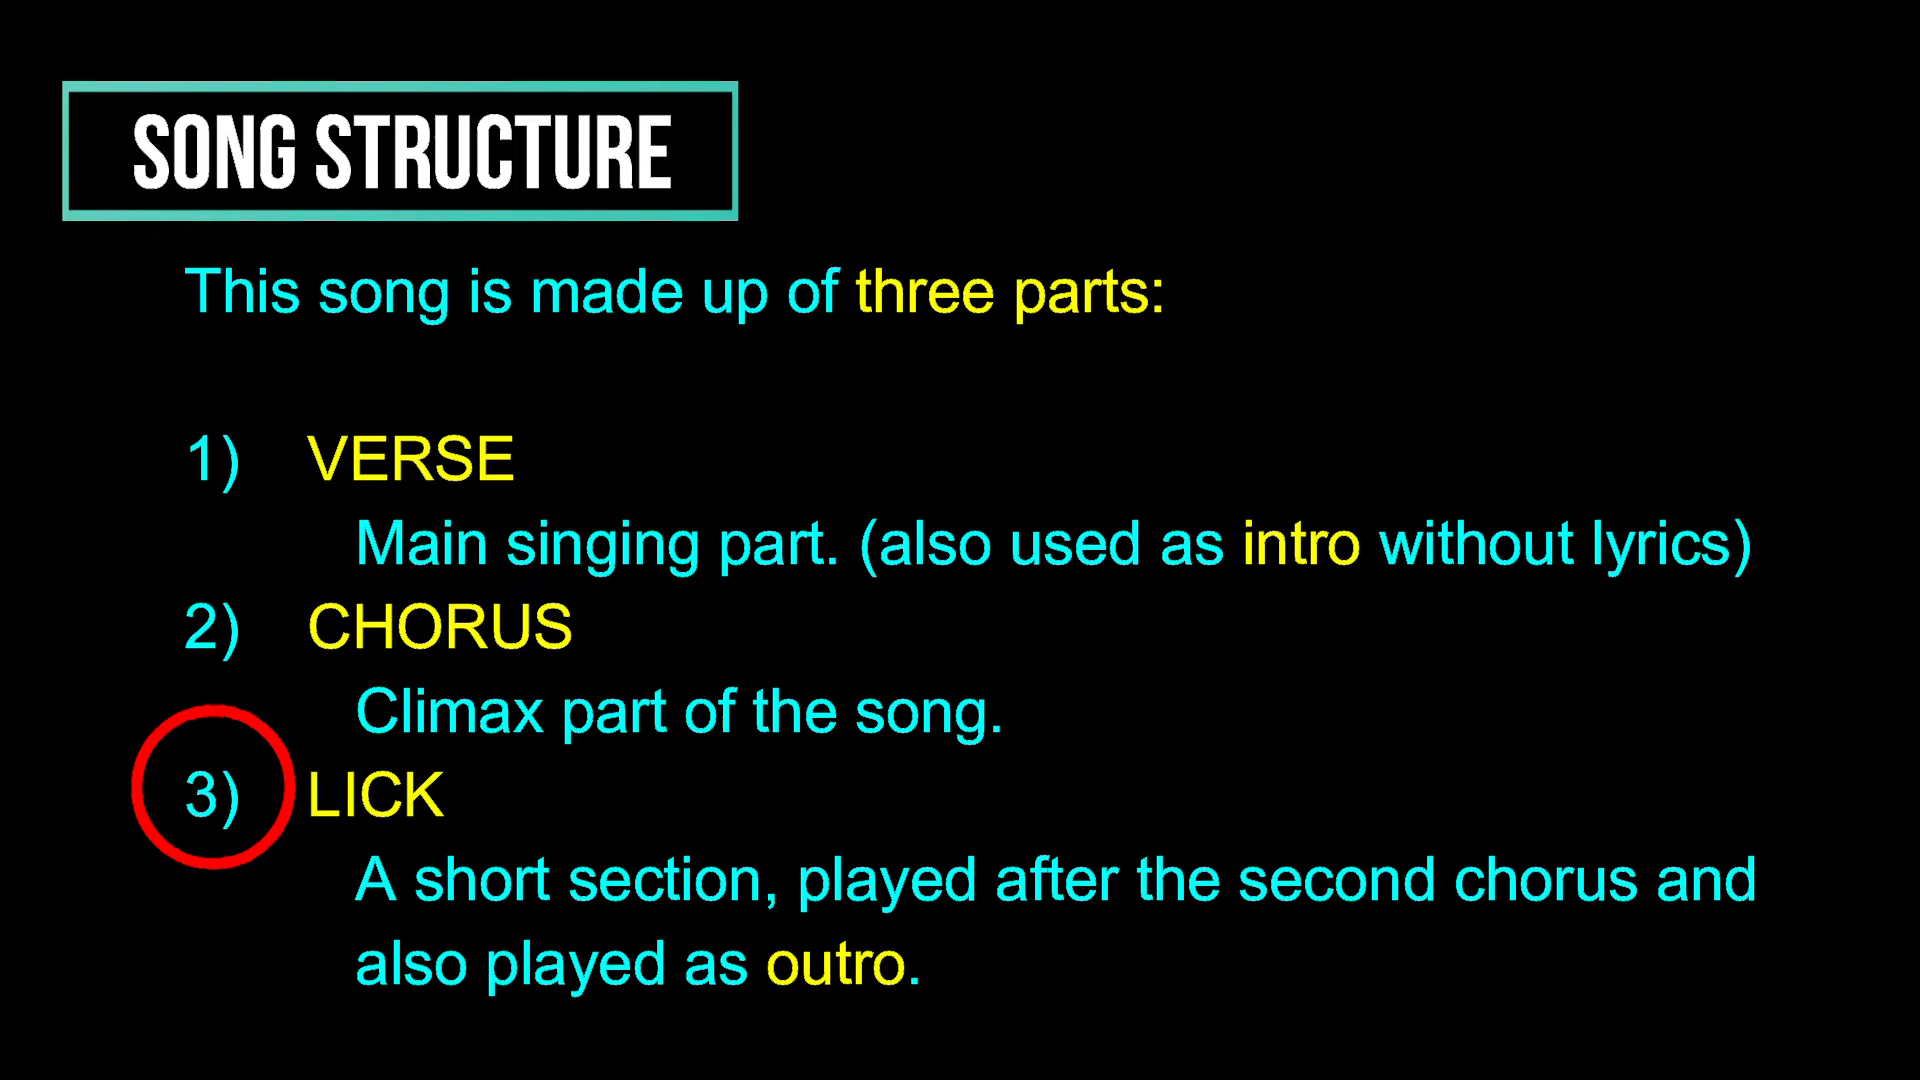 SONG STRUCTURE
This song is made up of three parts:
1) VERSE
Main singing part. (also used as intro without lyrics)
2) CHORUS
Climax part of the song.
3) LICK
A short section, played after the second chorus and
also played as outro.